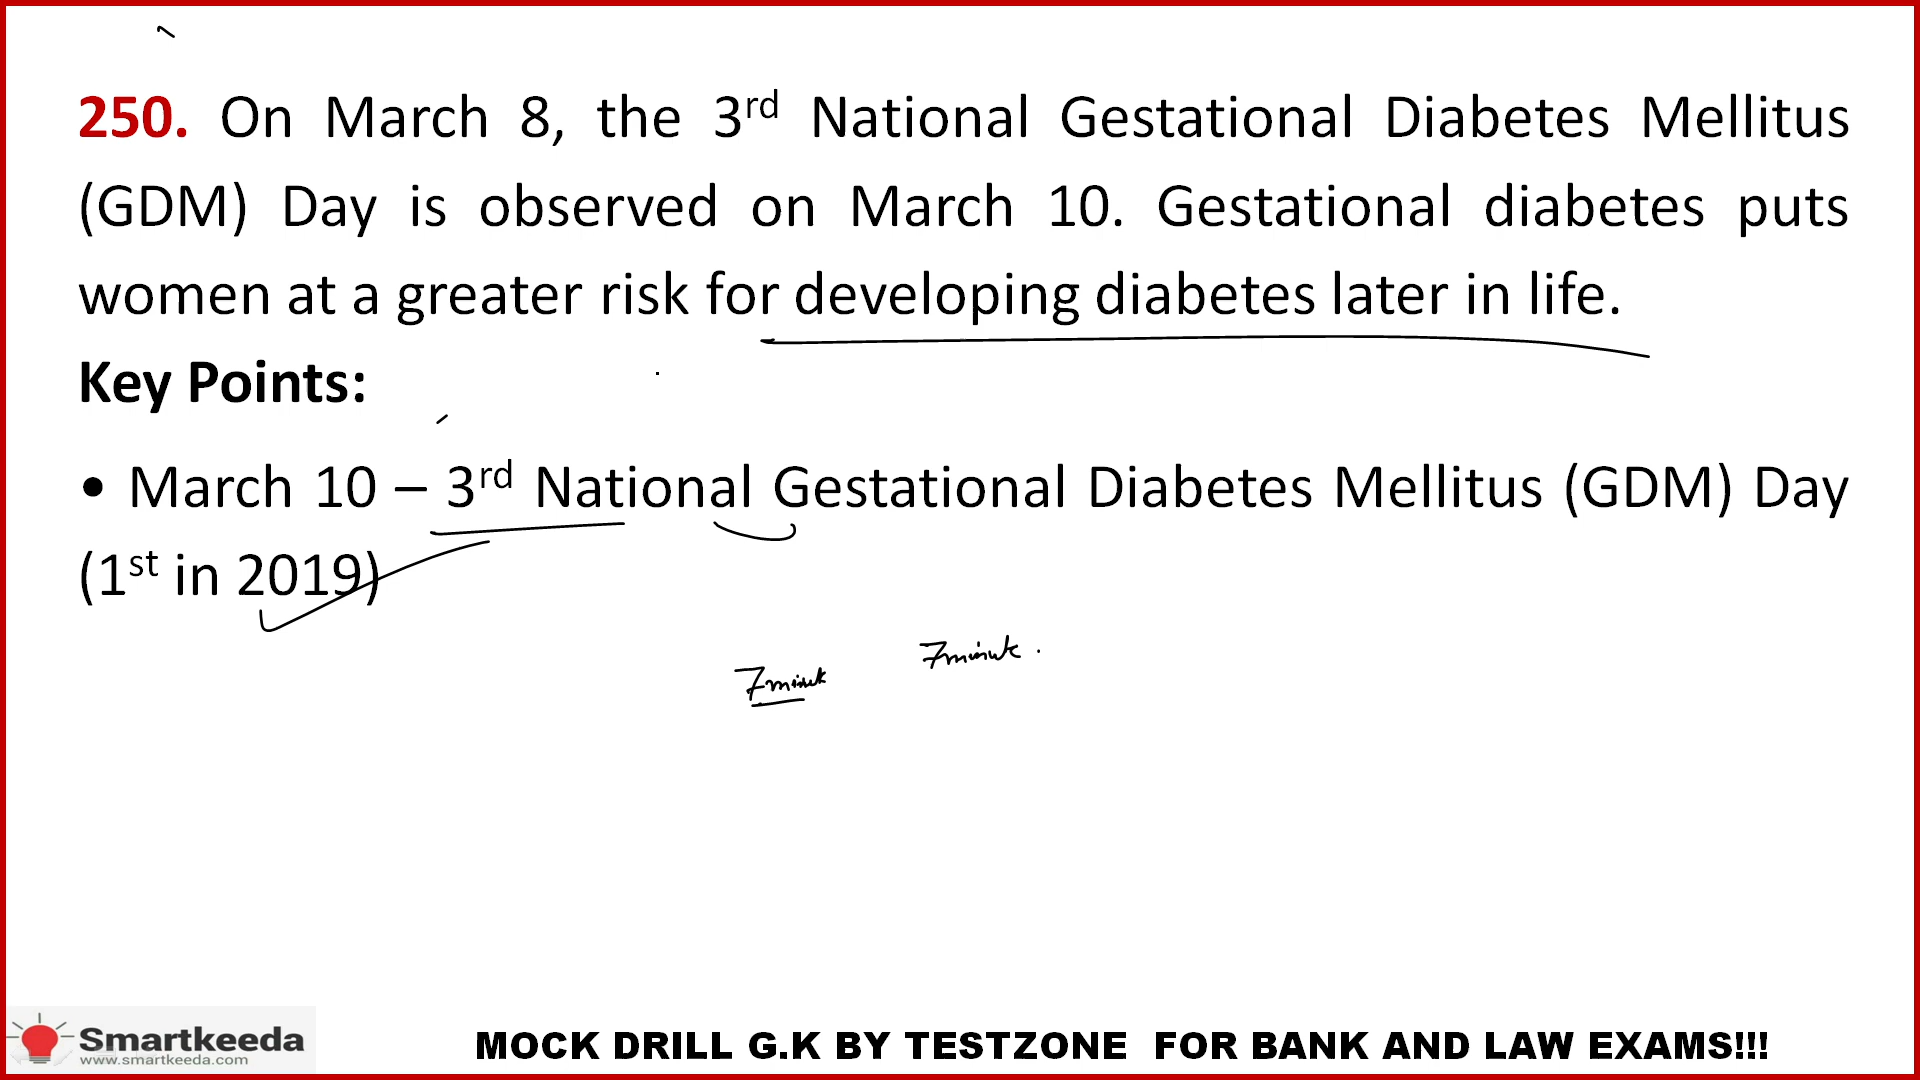 250. On March 8, the 3rd National Gestational Diabetes Mellitus
(GDM) Day is observed on March 10. Gestational diabetes puts
women at a greater risk for developing diabetes later in life.
Key Points:
• March 10 – 3rd National Gestational Diabetes Mellitus (GDM) Day
(1st in 2019)
7minute 7minute.
Smartkeeda
www.smartkeeda.com
MOCK DRILL G.K BY TESTZONE FOR BANK AND LAW EXAMS!!!